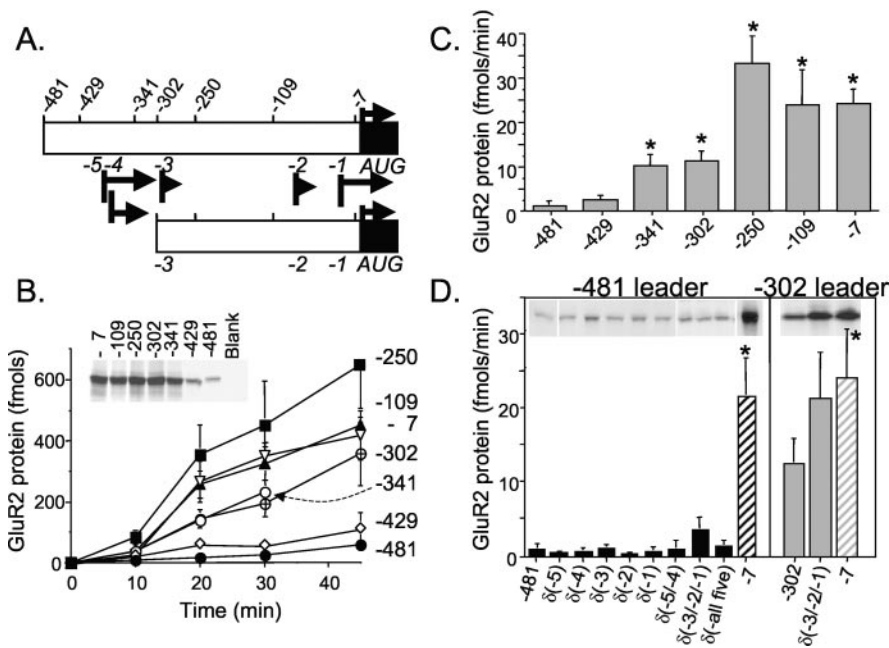 A.
-481
-429
-341
-302
-250
-109
-7
-5 -4 -3 -2 -1 AUG
-3 -2 -1 AUG
B.
GluR2 protein (fmols)
600
400
200
0
0 10 20 30 40
Time (min)
- 7
-109
-250
-302
-341
-429
-481
Blank
-250
-109
- 7
-302
-341
-429
-481
C.
GluR2 protein (fmols/min)
40
30
20
10
0
* * * * *
-481
-429
-341
-302
-250
-109
-7
D.
-481 leader -302 leader
GluR2 protein (fmols/min)
30
20
10
0
* *
-481
δ(-5)
δ(-4)
δ(-3)
δ(-2)
δ(-1)
δ(-5/-4)
δ(-3/-2/-1)
δ(-all five)
-7
-302
δ(-3/-2/-1)
-7